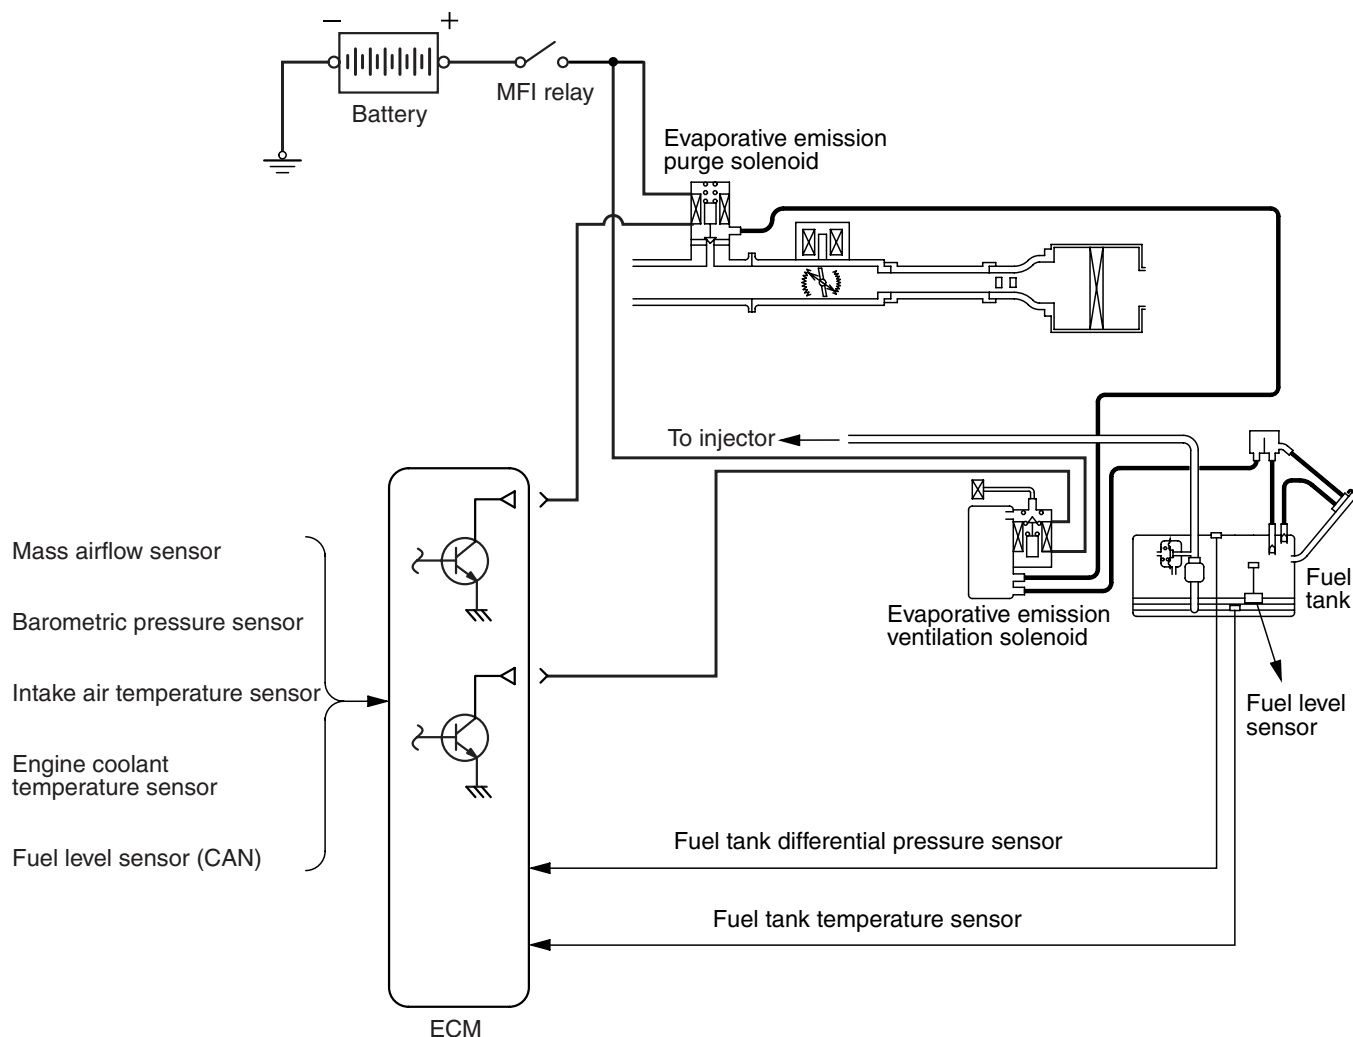 − +
Battery
MFI relay
Evaporative emission
purge solenoid
To injector
Mass airflow sensor
Barometric pressure sensor
Intake air temperature sensor
Engine coolant
temperature sensor
Fuel level sensor (CAN)
Evaporative emission
ventilation solenoid
Fuel
tank
Fuel level
sensor
Fuel tank differential pressure sensor
Fuel tank temperature sensor
ECM